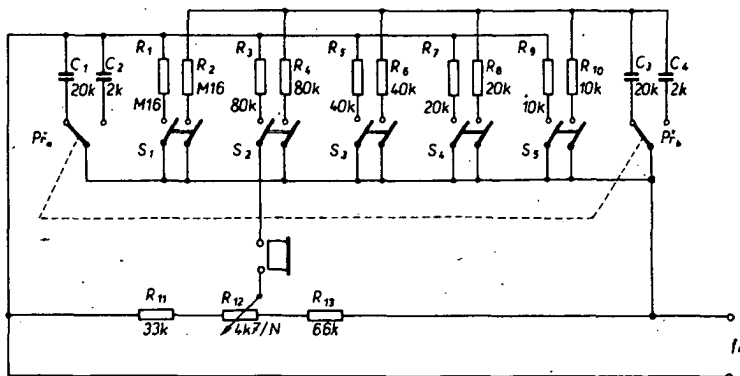 C1 20k
C2 2k
R1 M16
R2 M16
R3 80k
R4 80k
R5 40k
R6 40k
R7 20k
R8 20k
R9 10k
R10 10k
C3 20k
C4 2k
Př.a
S1
S2
S3
S4
S5
Př.b
R11 33k
R12 4k7/N
R13 66k